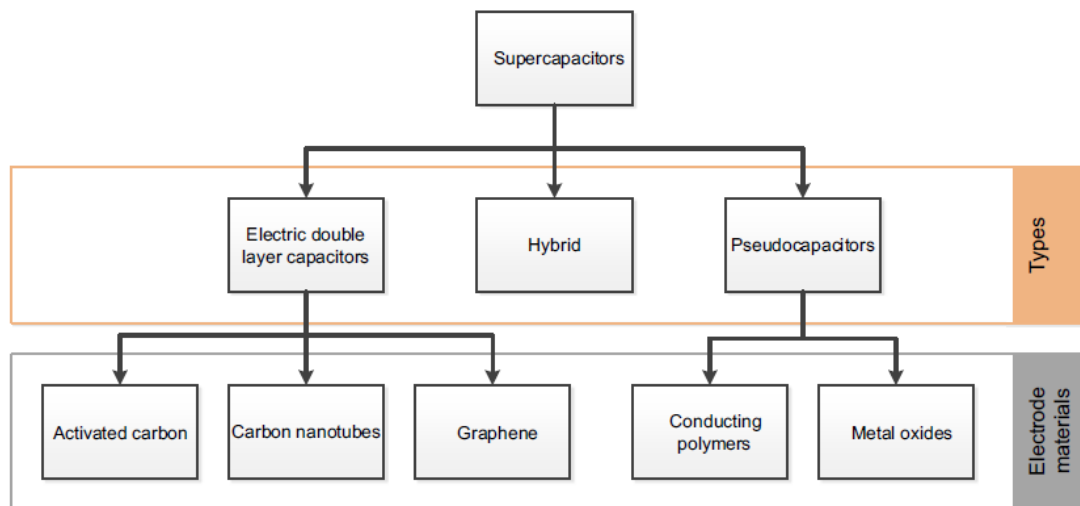 Supercapacitors
Electric double
layer capacitors
Hybrid
Pseudocapacitors
Types
Activated carbon
Carbon nanotubes
Graphene
Conducting
polymers
Metal oxides
Electrode
materials